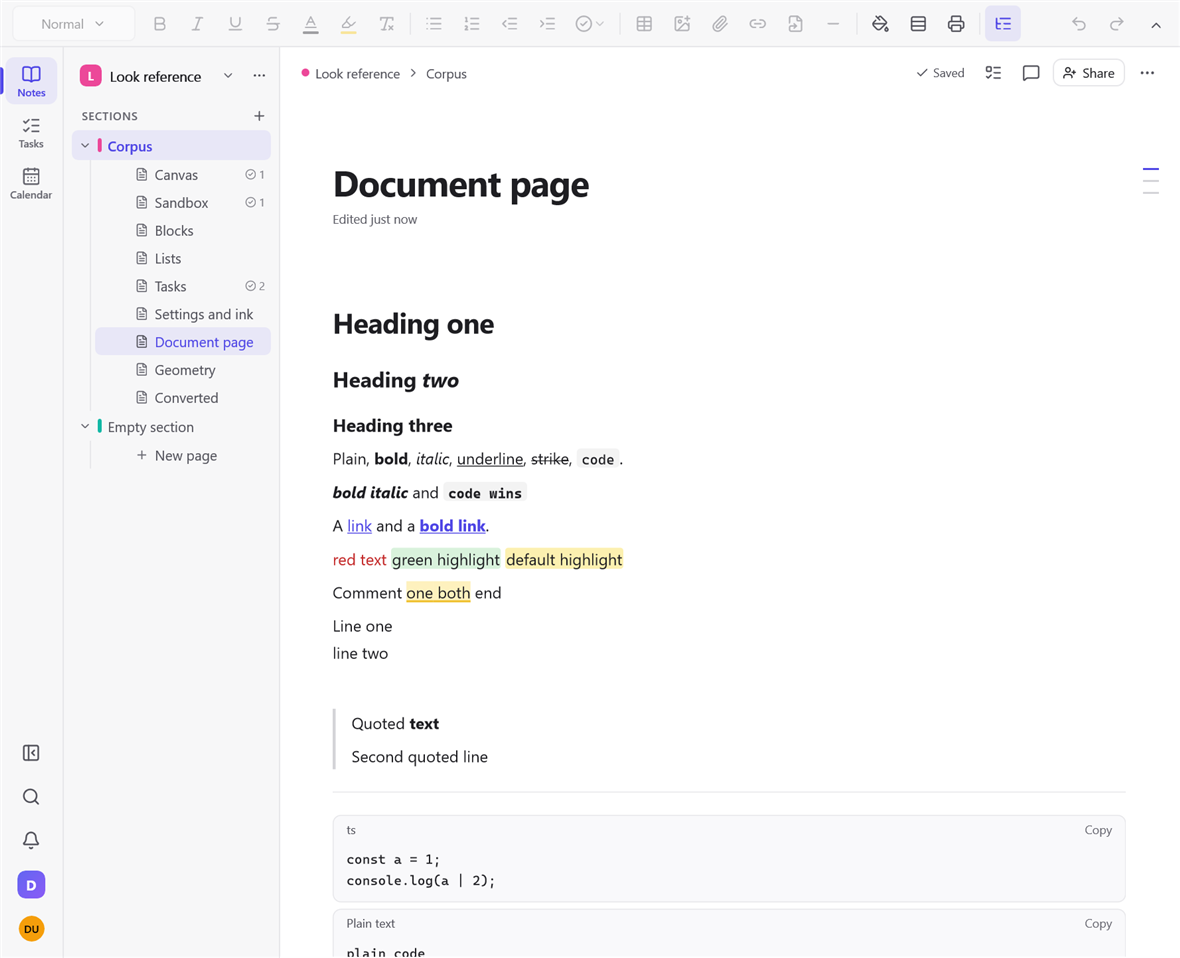 Normal
Notes
Tasks
Calendar
L Look reference
SECTIONS
Corpus
Canvas 1
Sandbox 1
Blocks
Lists
Tasks 2
Settings and ink
Document page
Geometry
Converted
Empty section
New page
D
DU
Look reference Corpus
Saved
Share
Document page
Edited just now
Heading one
Heading two
Heading three
Plain, bold, italic, underline, strike, code.
bold italic and code wins
A link and a bold link.
red text green highlight default highlight
Comment one both end
Line one
line two
Quoted text
Second quoted line
ts Copy
const a = 1;
console.log(a | 2);
Plain text Copy
plain code